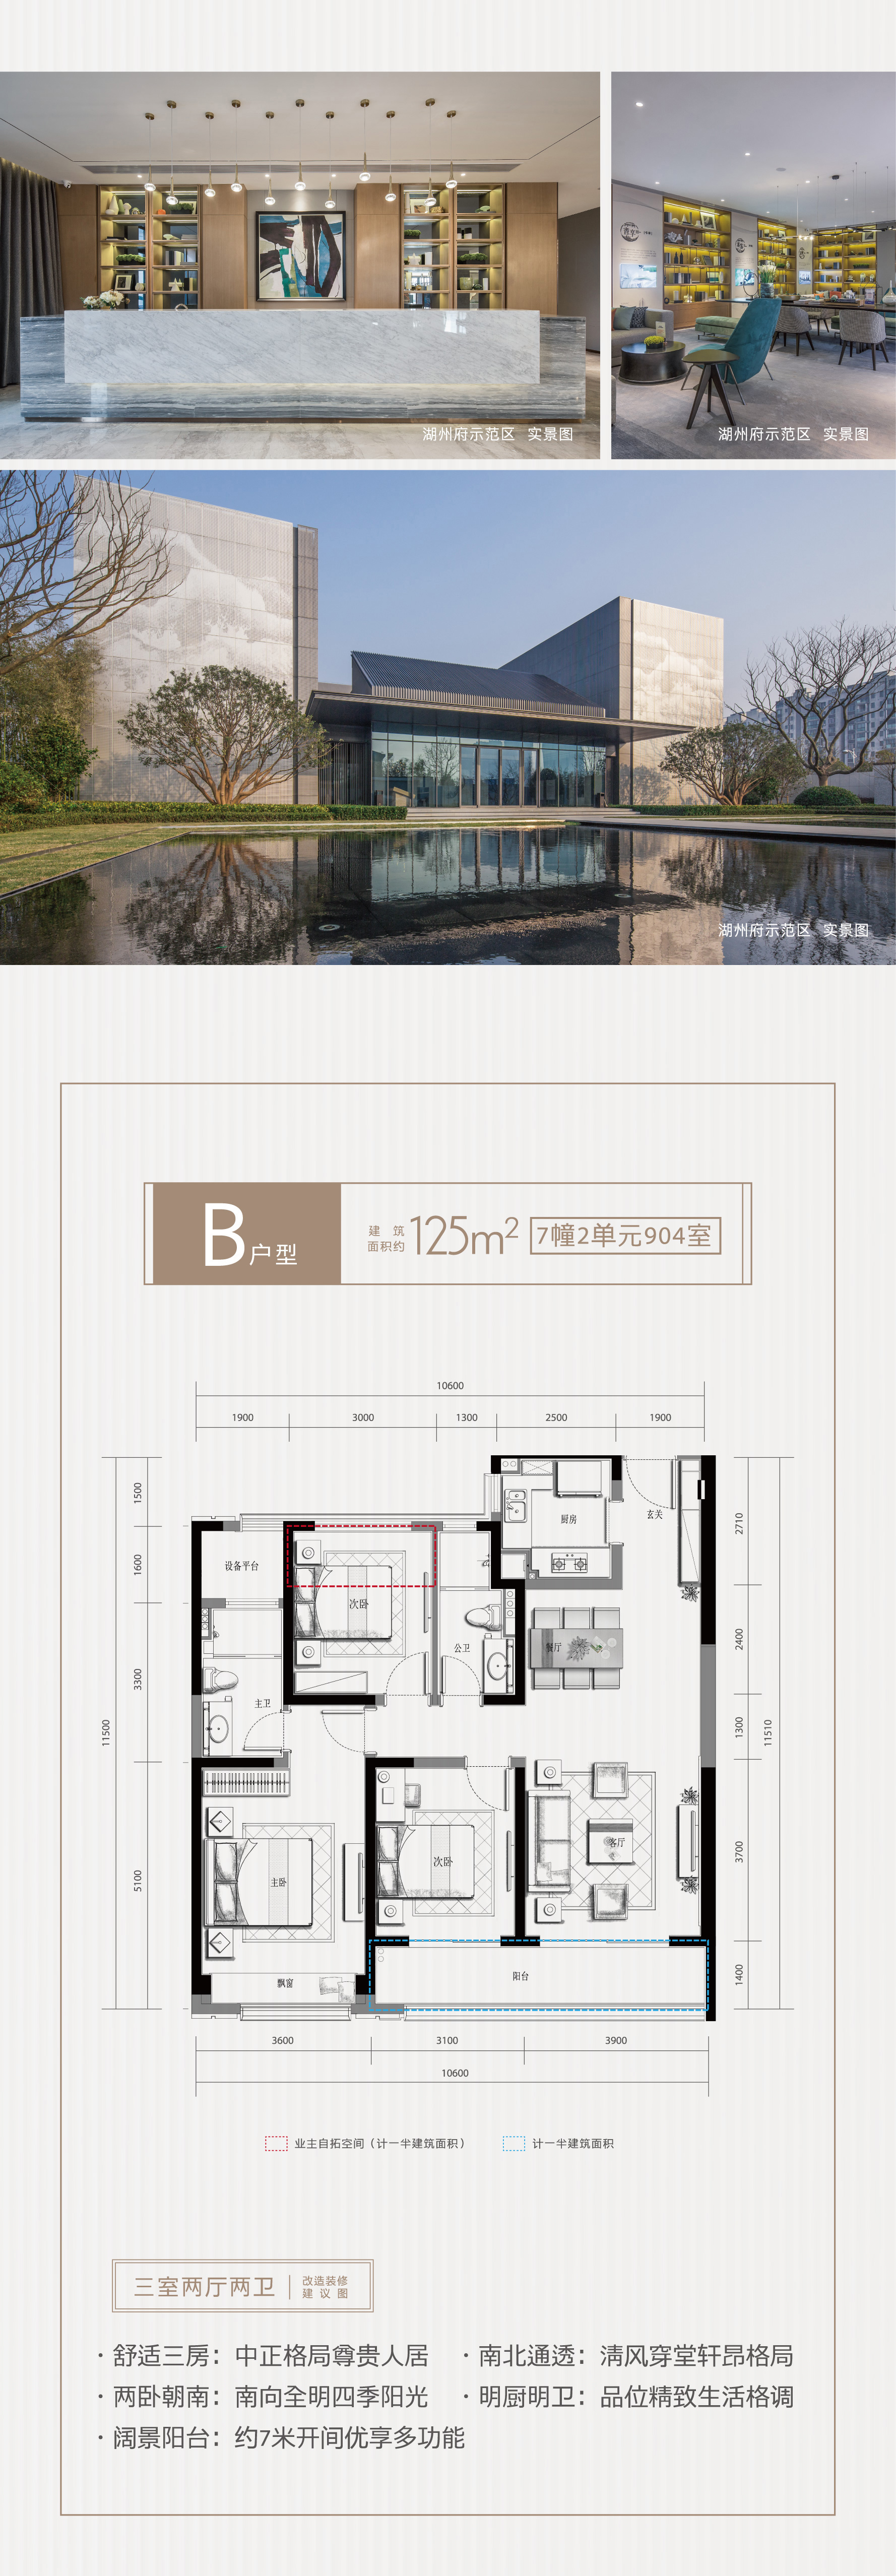 湖州府示范区 实景图
湖州府示范区 实景图
湖州府示范区 实景图
B户型
建 筑
面积约
125m²
7幢2单元904室
10600
1900
3000
1300
2500
1900
1500
1600
3300
5100
11500
2710
2400
1300
3700
1400
11510
厨房
玄关
设备平台
次卧
公卫
餐厅
主卫
主卧
次卧
客厅
飘窗
阳台
3600
3100
3900
10600
业主自拓空间（计一半建筑面积）
计一半建筑面积
三室两厅两卫
改造装修
建 议 图
·舒适三房：中正格局尊贵人居
·南北通透：清风穿堂轩昂格局
·两卧朝南：南向全明四季阳光
·明厨明卫：品位精致生活格调
·阔景阳台：约7米开间优享多功能